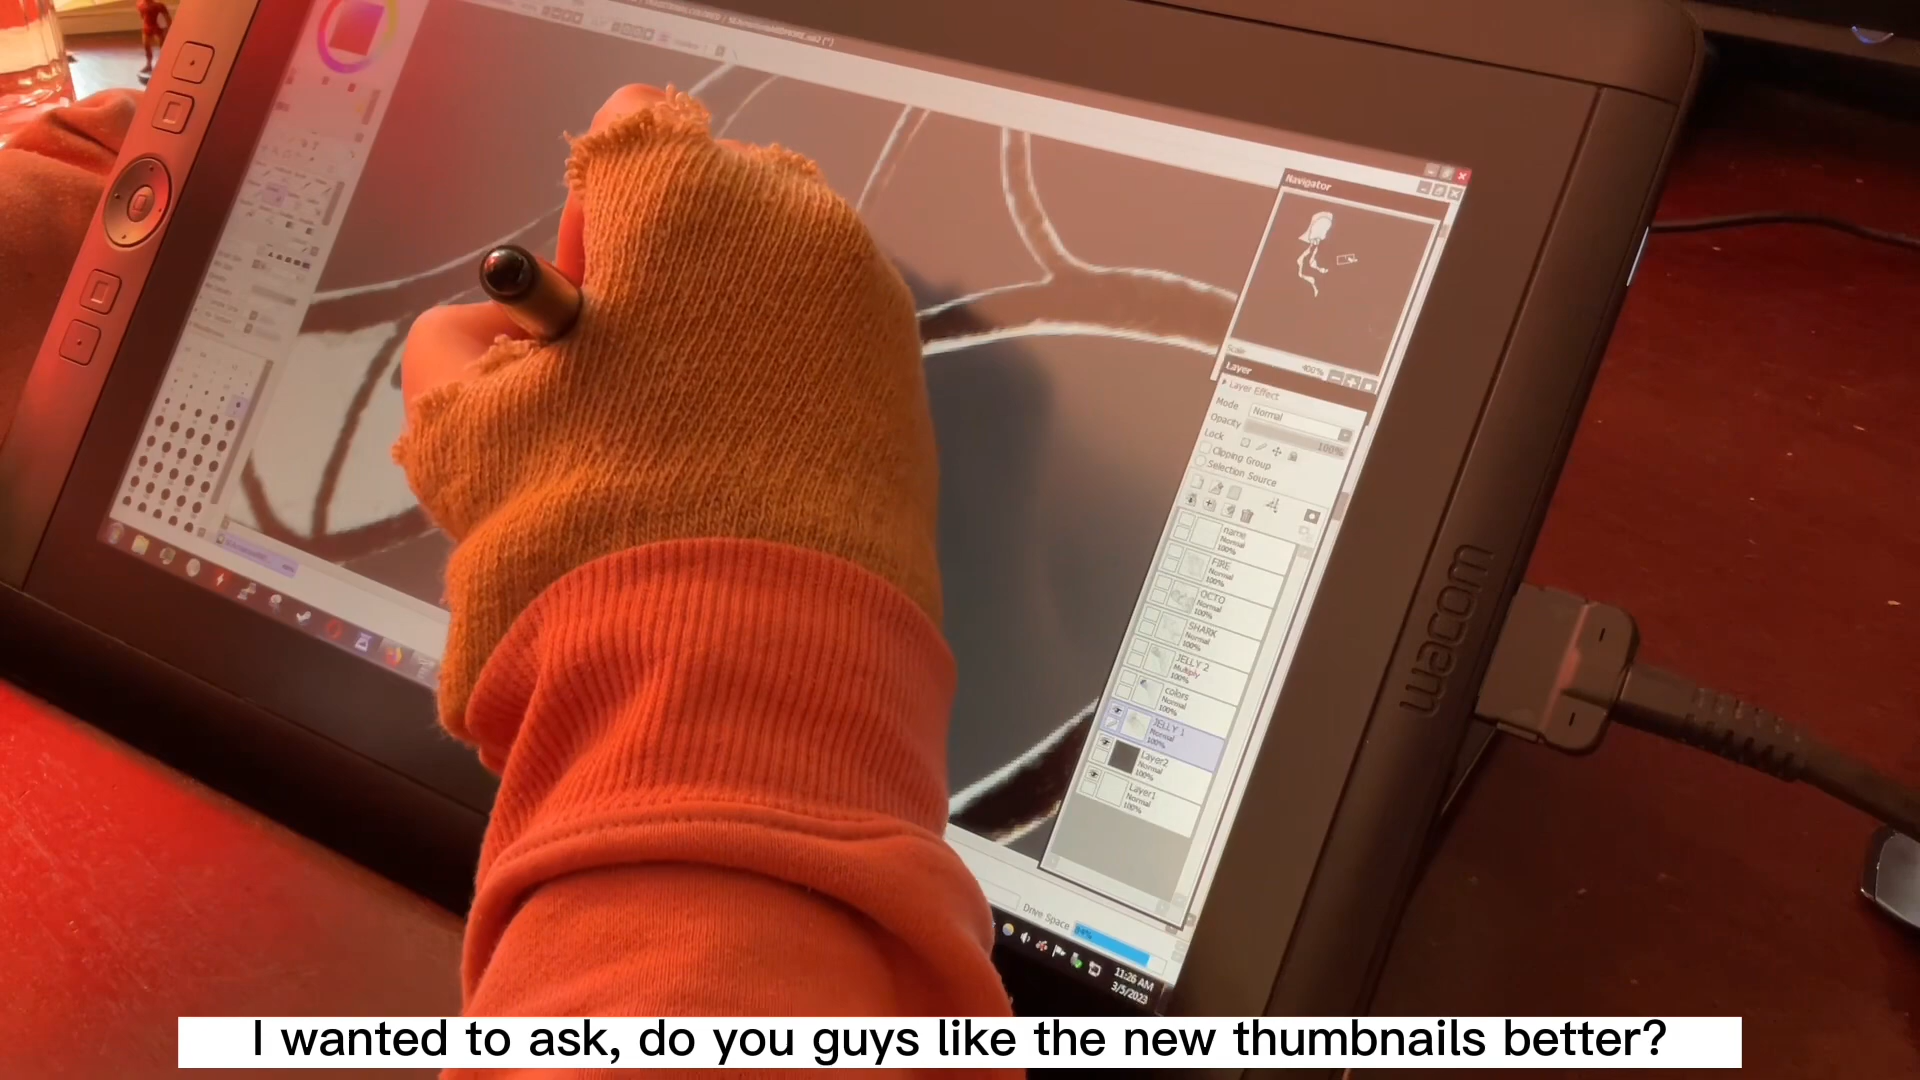 Navigator
Scale
400%
Layer
Layer Effect
Mode
Normal
Opacity
100%
Lock
Clipping Group
Selection Source
name
Normal
100%
FIRE
Normal
100%
OCTO
Normal
100%
SHARK
Normal
100%
JELLY 2
Multiply
100%
colors
Normal
100%
JELLY 1
Normal
100%
Layer2
Normal
100%
Layer1
Normal
100%
wacom
Drive Space
11:26 AM
3/5/2023
I wanted to ask, do you guys like the new thumbnails better?